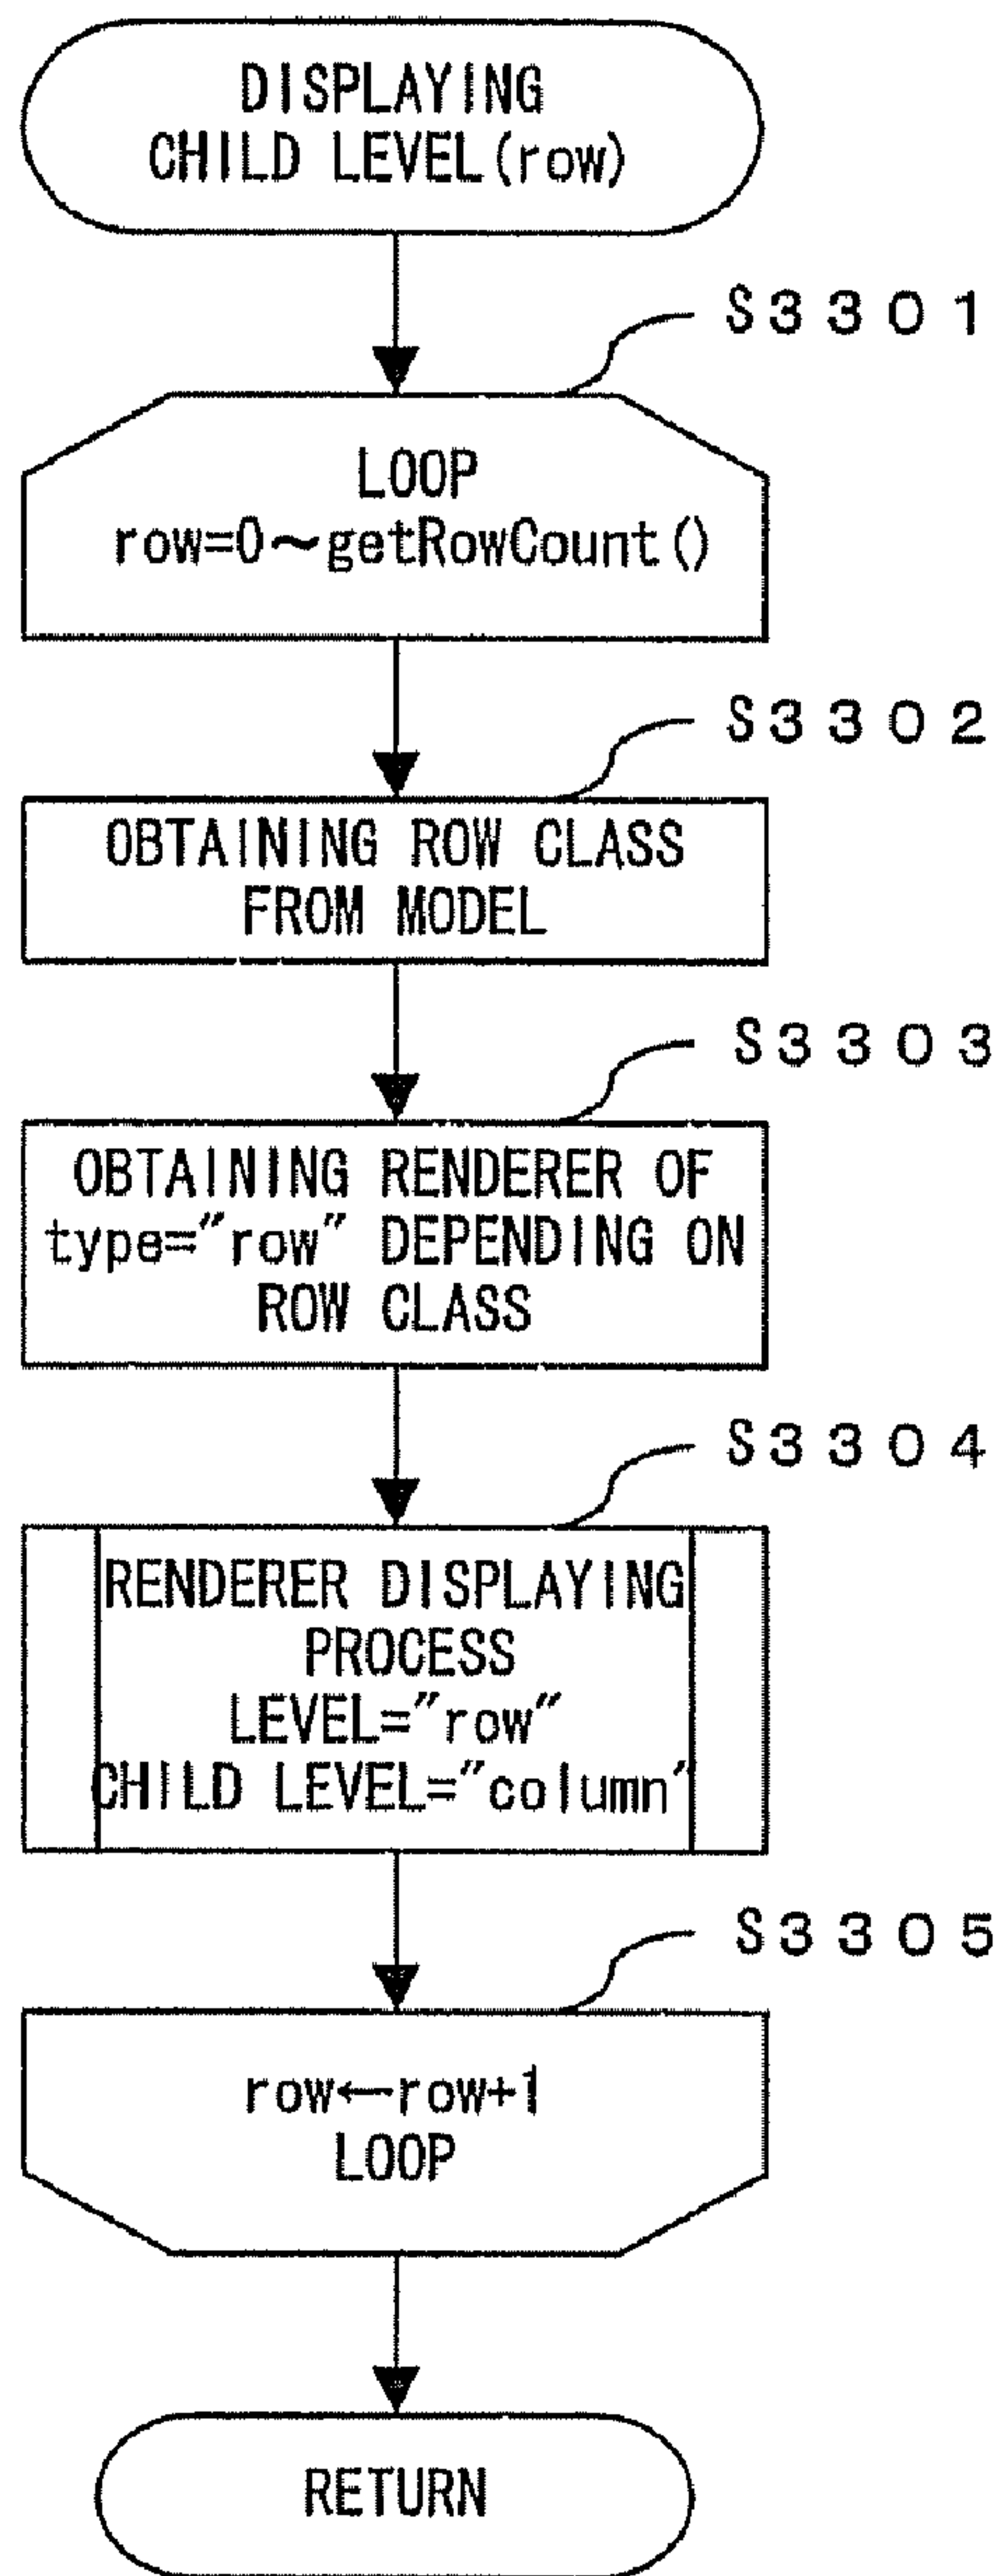 DISPLAYING
CHILD LEVEL(row)
S3301
LOOP
row=0～getRowCount()
S3302
OBTAINING ROW CLASS
FROM MODEL
S3303
OBTAINING RENDERER OF
type="row" DEPENDING ON
ROW CLASS
S3304
RENDERER DISPLAYING
PROCESS
LEVEL="row"
CHILD LEVEL="column"
S3305
row←row+1
LOOP
RETURN